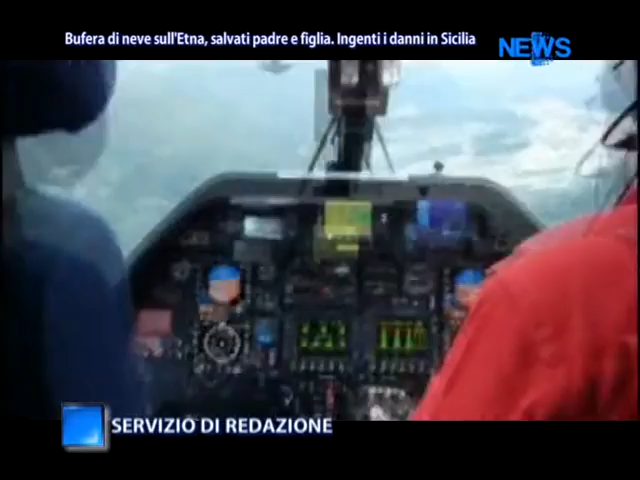 Bufera di neve sull'Etna, salvati padre e figlia. Ingenti i danni in Sicilia
NEWS
SERVIZIO DI REDAZIONE